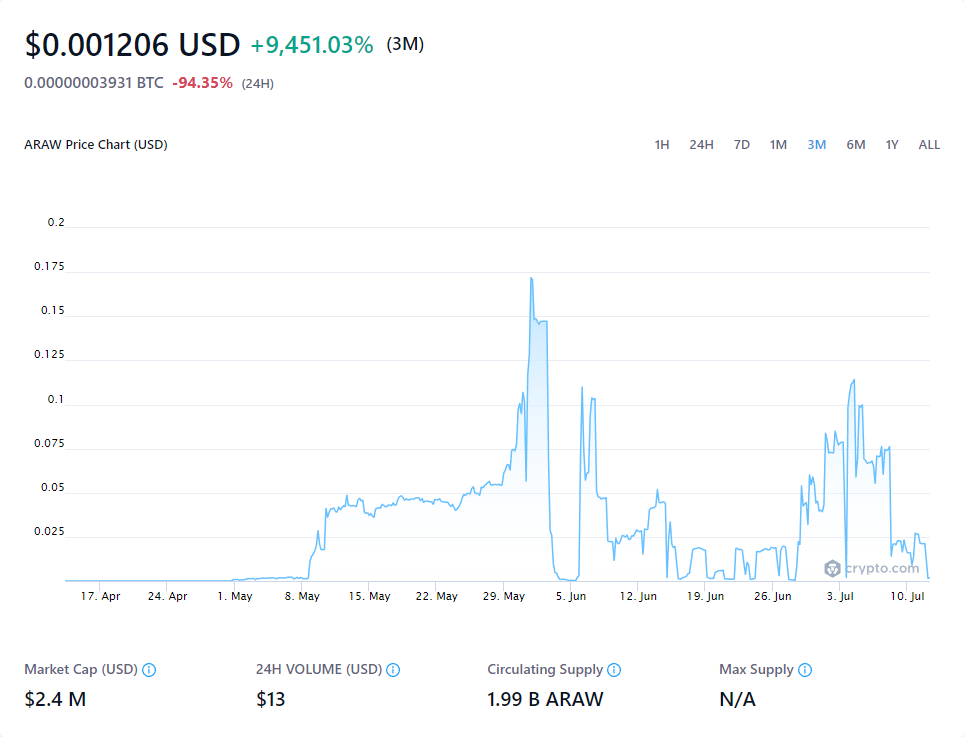 $0.001206 USD +9,451.03% (3M)
0.00000003931 BTC -94.35% (24H)
ARAW Price Chart (USD) 1H 24H 7D 1M 3M 6M 1Y ALL
0.2
0.175
0.15
0.125
0.1
0.075
0.05
0.025
crypto.com
17. Apr 24. Apr 1. May 8. May 15. May 22. May 29. May 5. Jun 12. Jun 19. Jun 26. Jun 3. Jul 10. Jul
Market Cap (USD) 24H VOLUME (USD) Circulating Supply Max Supply
$2.4 M $13 1.99 B ARAW N/A